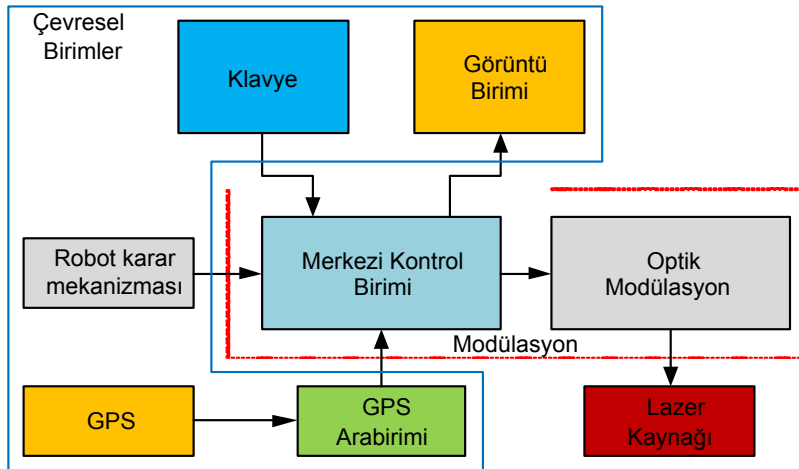 Çevresel
Birimler
Klavye
Görüntü
Birimi
Robot karar
mekanizması
Merkezi Kontrol
Birimi
Optik
Modülasyon
Modülasyon
GPS
GPS
Arabirimi
Lazer
Kaynağı